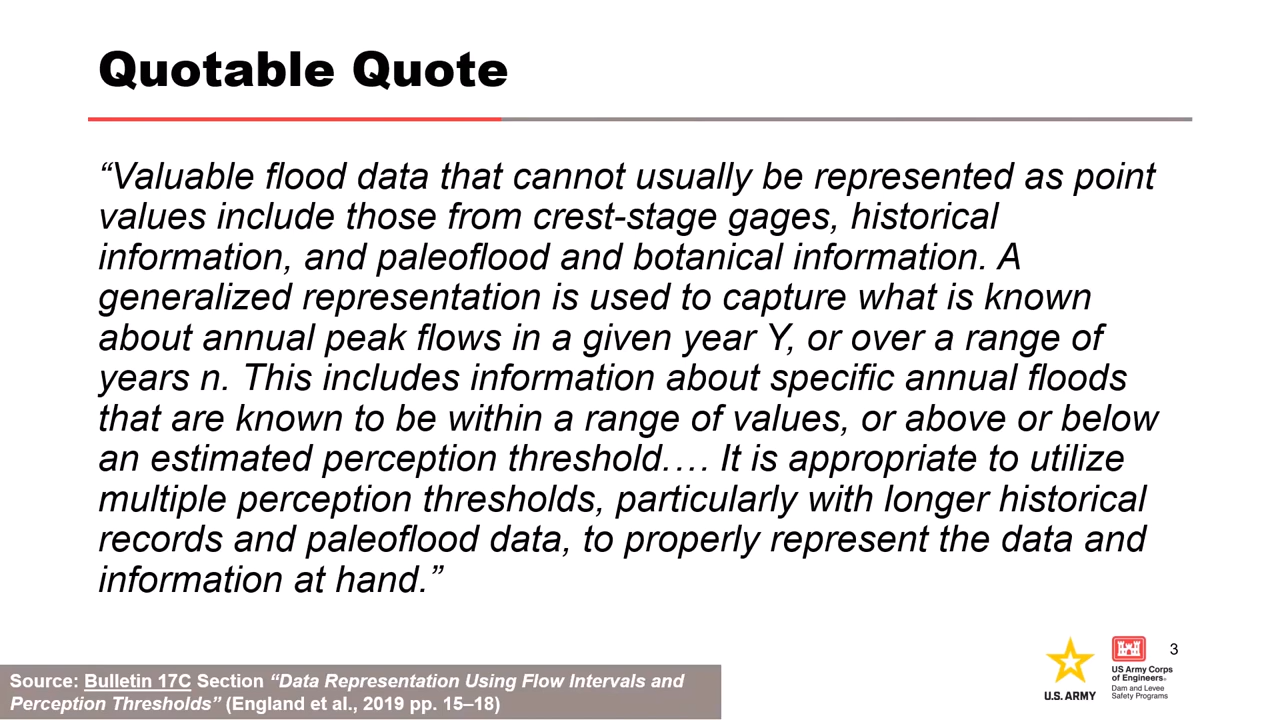 Quotable Quote
“Valuable flood data that cannot usually be represented as point
values include those from crest-stage gages, historical
information, and paleoflood and botanical information. A
generalized representation is used to capture what is known
about annual peak flows in a given year Y, or over a range of
years n. This includes information about specific annual floods
that are known to be within a range of values, or above or below
an estimated perception threshold.… It is appropriate to utilize
multiple perception thresholds, particularly with longer historical
records and paleoflood data, to properly represent the data and
information at hand.”
3
U.S. ARMY
US Army Corps
of Engineers®
Dam and Levee
Safety Programs
Source: Bulletin 17C Section “Data Representation Using Flow Intervals and
Perception Thresholds” (England et al., 2019 pp. 15–18)